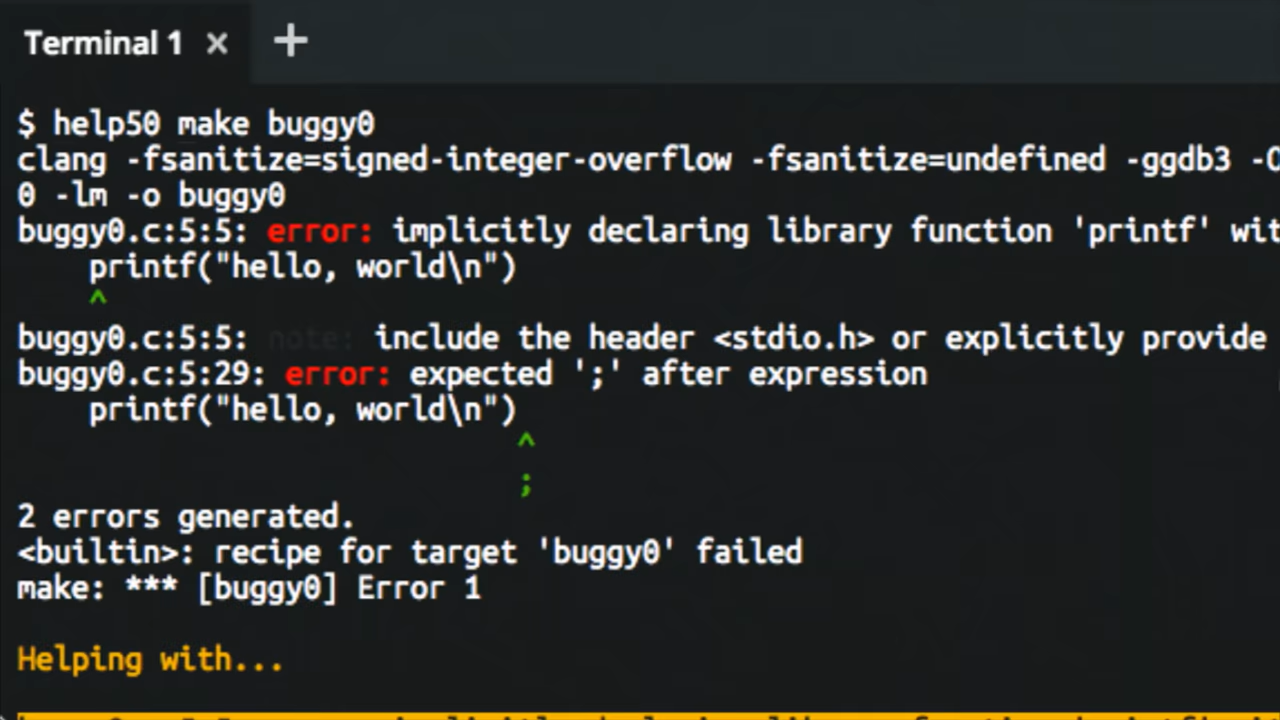 Terminal 1 × +
$ help50 make buggy0
clang -fsanitize=signed-integer-overflow -fsanitize=undefined -ggdb3
0 -lm -o buggy0
buggy0.c:5:5: error: implicitly declaring library function 'printf'
printf("hello, world\n")
^
buggy0.c:5:5: note: include the header <stdio.h> or explicitly provide
buggy0.c:5:29: error: expected ';' after expression
printf("hello, world\n")
^
;
2 errors generated.
<builtin>: recipe for target 'buggy0' failed
make: *** [buggy0] Error 1
Helping with...